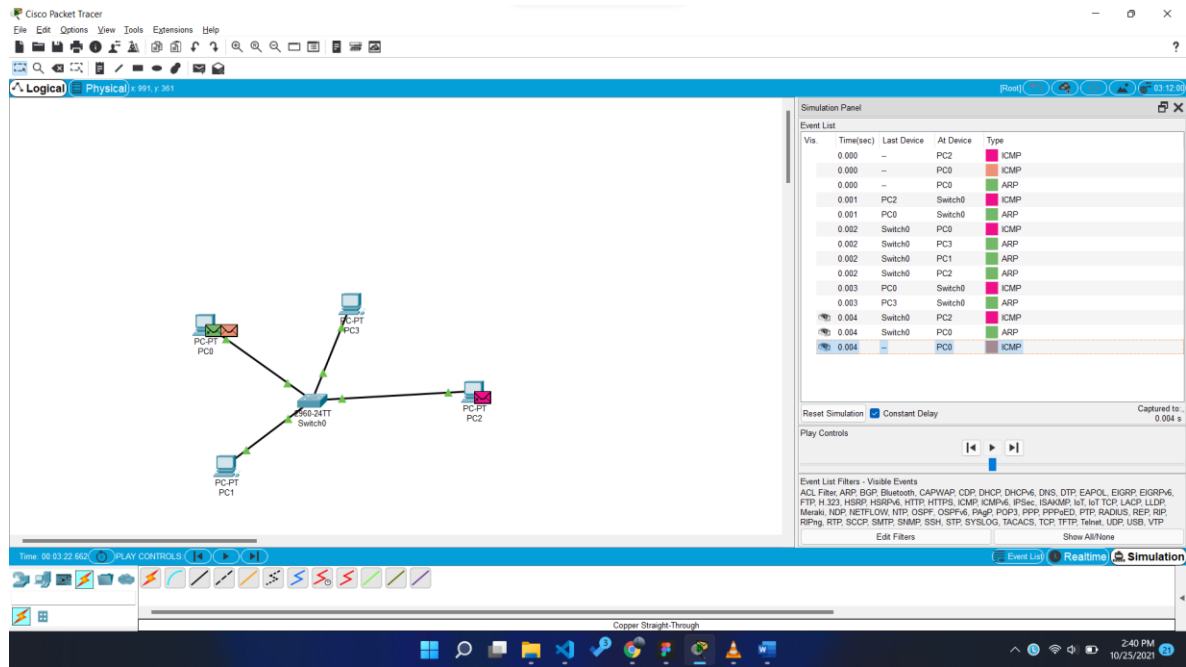 Cisco Packet Tracer
File Edit Options View Tools Extensions Help
?
Logical Physical x: 991, y: 361 [Root] 03:12:00
Simulation Panel
Event List
Vis. Time(sec) Last Device At Device Type
0.000 -- PC2 ICMP
0.000 -- PC0 ICMP
0.000 -- PC0 ARP
0.001 PC2 Switch0 ICMP
0.001 PC0 Switch0 ARP
0.002 Switch0 PC0 ICMP
0.002 Switch0 PC3 ARP
0.002 Switch0 PC1 ARP
0.002 Switch0 PC2 ARP
0.003 PC0 Switch0 ICMP
0.003 PC3 Switch0 ARP
0.004 Switch0 PC2 ICMP
0.004 Switch0 PC0 ARP
0.004 -- PC0 ICMP
PC-PT
PC3
PC-PT
PC0
2960-24TT
Switch0
PC-PT
PC2
PC-PT
PC1
Reset Simulation Constant Delay Captured to:
0.004 s
Play Controls
Event List Filters - Visible Events
ACL Filter, ARP, BGP, Bluetooth, CAPWAP, CDP, DHCP, DHCPv6, DNS, DTP, EAPOL, EIGRP, EIGRPv6,
FTP, H.323, HSRP, HSRPv6, HTTP, HTTPS, ICMP, ICMPv6, IPSec, ISAKMP, IoT, IoT TCP, LACP, LLDP,
Meraki, NDP, NETFLOW, NTP, OSPF, OSPFv6, PAgP, POP3, PPP, PPPoED, PTP, RADIUS, REP, RIP,
RIPng, RTP, SCCP, SMTP, SNMP, SSH, STP, SYSLOG, TACACS, TCP, TFTP, Telnet, UDP, USB, VTP
Edit Filters Show All/None
Time: 00:03:22.662 PLAY CONTROLS: Event List Realtime Simulation
Copper Straight-Through
3
2:40 PM
10/25/2021 21